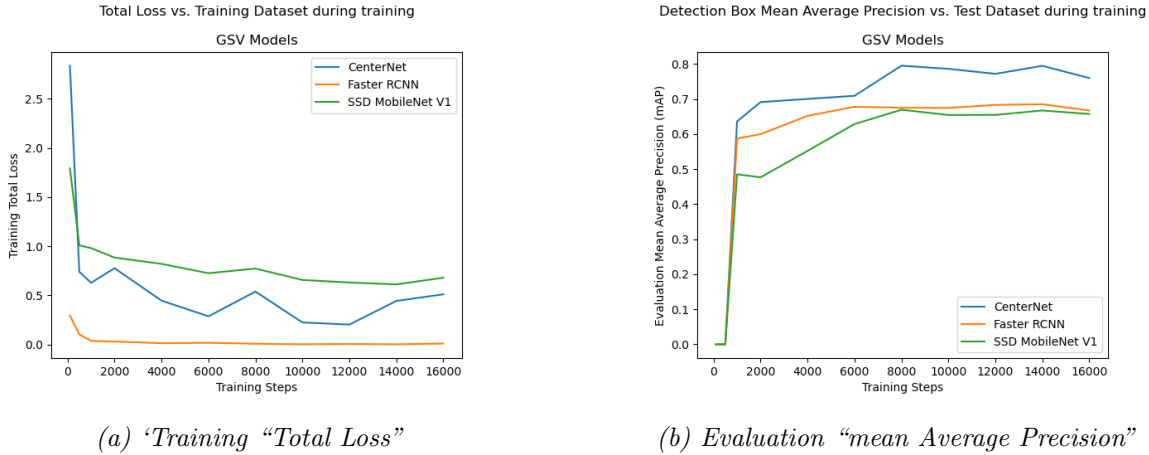 Total Loss vs. Training Dataset during training
GSV Models
CenterNet
Faster RCNN
SSD MobileNet V1
Training Total Loss
2.5
2.0
1.5
1.0
0.5
0.0
0 2000 4000 6000 8000 10000 12000 14000 16000
Training Steps
(a) ‘Training “Total Loss”
Detection Box Mean Average Precision vs. Test Dataset during training
GSV Models
Evaluation Mean Average Precision (mAP)
0.8
0.7
0.6
0.5
0.4
0.3
0.2
0.1
0.0
CenterNet
Faster RCNN
SSD MobileNet V1
0 2000 4000 6000 8000 10000 12000 14000 16000
Training Steps
(b) Evaluation “mean Average Precision”